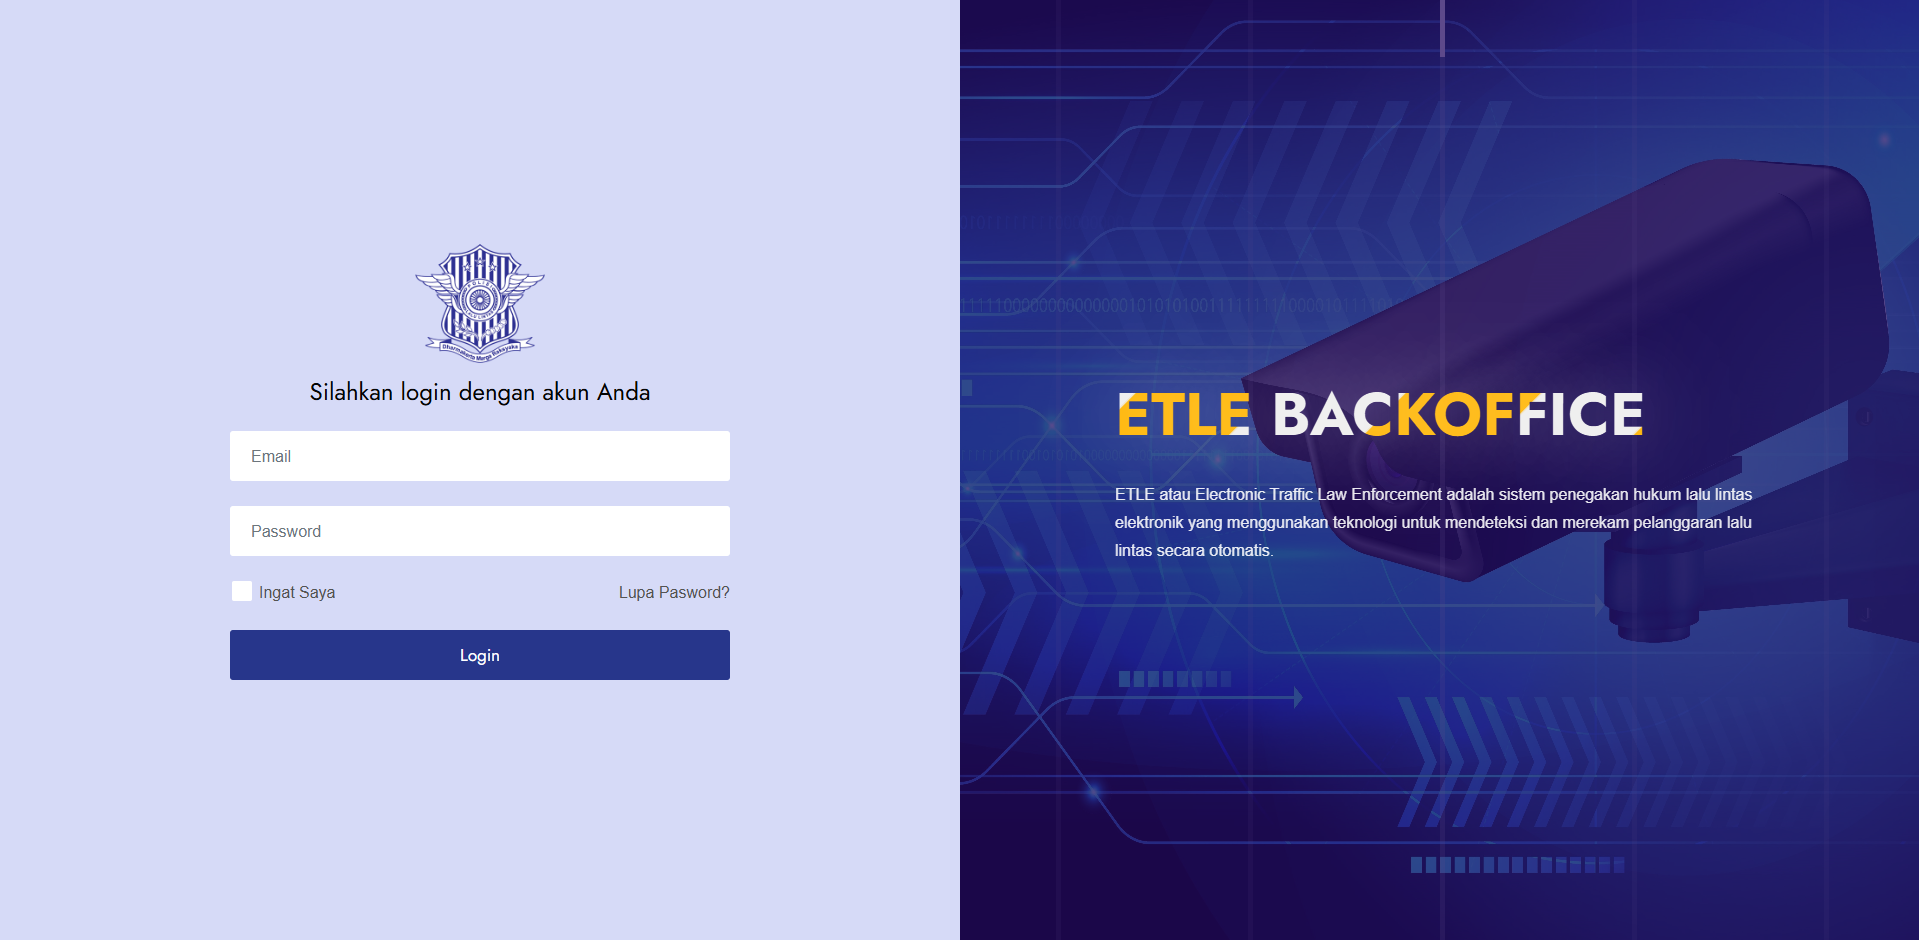 POLISI
LALU LINTAS
Dharmakerta Marga Raksyaka
Silahkan login dengan akun Anda
Email
Password
Ingat Saya
Lupa Pasword?
Login
ETLE BACKOFFICE
ETLE atau Electronic Traffic Law Enforcement adalah sistem penegakan hukum lalu lintas
elektronik yang menggunakan teknologi untuk mendeteksi dan merekam pelanggaran lalu
lintas secara otomatis.